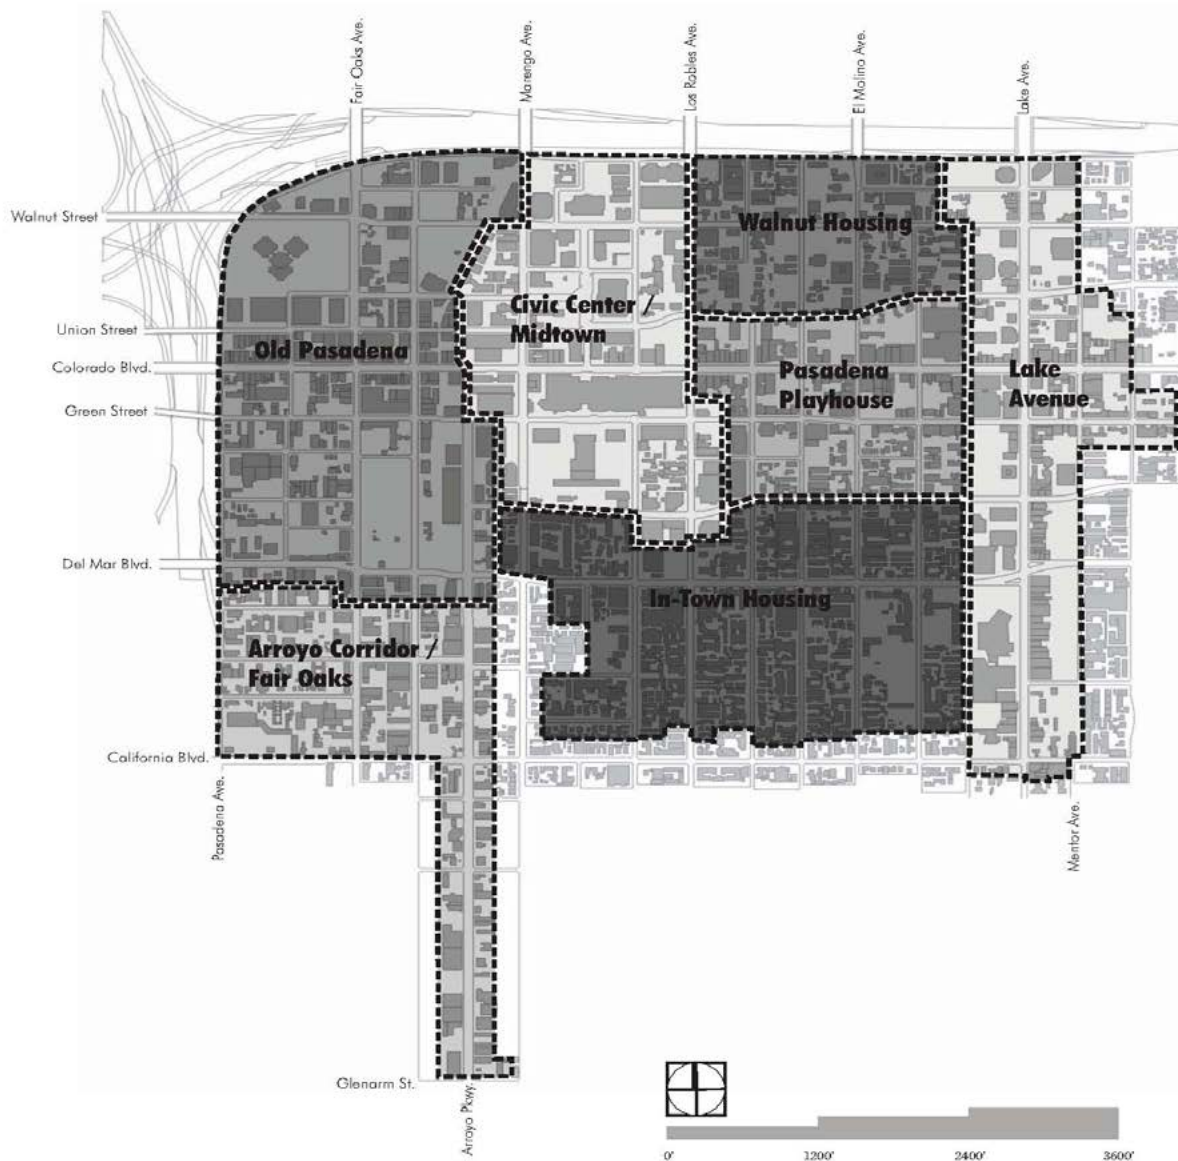 Fair Oaks Ave.
Marengo Ave.
Los Robles Ave.
El Molino Ave.
Lake Ave.
Walnut Street
Walnut Housing
Civic Center /
Midtown
Union Street
Old Pasadena
Colorado Blvd.
Pasadena
Playhouse
Lake
Avenue
Green Street
Del Mar Blvd.
In-Town Housing
Arroyo Corridor /
Fair Oaks
California Blvd.
Pasadena Ave.
Mentor Ave.
Glenarm St.
Arroyo Pkwy.
0'
1200'
2400'
3600'